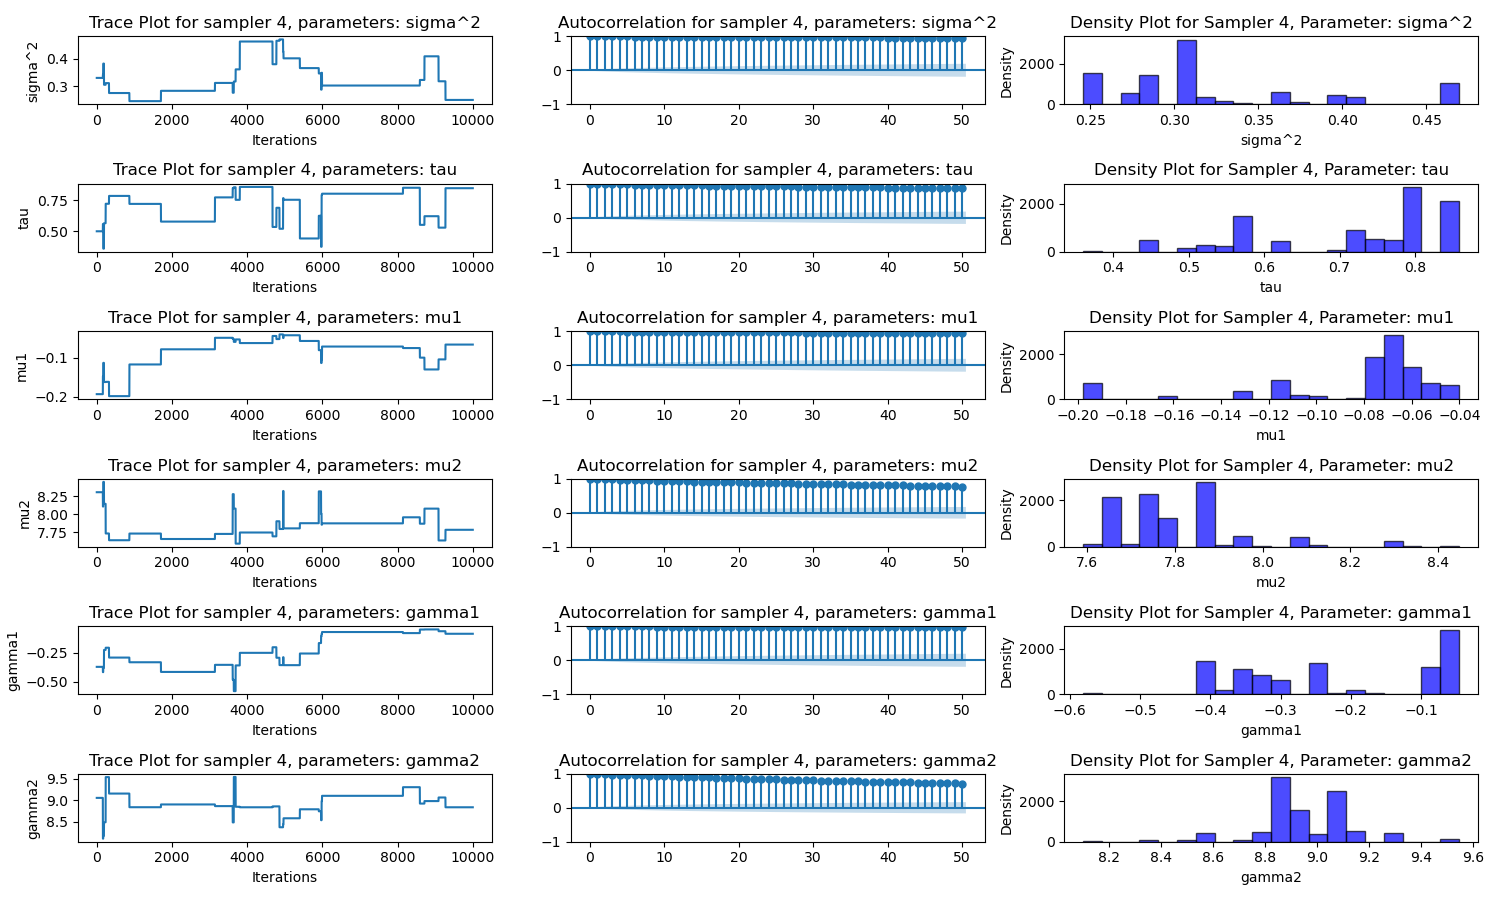 Trace Plot for sampler 4, parameters: sigma^2
sigma^2
0.4
0.3
0 2000 4000 6000 8000 10000
Iterations
Autocorrelation for sampler 4, parameters: sigma^2
1
0
−1
0 10 20 30 40 50
Density Plot for Sampler 4, Parameter: sigma^2
Density
2000
0
0.25 0.30 0.35 0.40 0.45
sigma^2
Trace Plot for sampler 4, parameters: tau
tau
0.75
0.50
0 2000 4000 6000 8000 10000
Iterations
Autocorrelation for sampler 4, parameters: tau
1
0
−1
0 10 20 30 40 50
Density Plot for Sampler 4, Parameter: tau
Density
2000
0
0.4 0.5 0.6 0.7 0.8
tau
Trace Plot for sampler 4, parameters: mu1
mu1
−0.1
−0.2
0 2000 4000 6000 8000 10000
Iterations
Autocorrelation for sampler 4, parameters: mu1
1
0
−1
0 10 20 30 40 50
Density Plot for Sampler 4, Parameter: mu1
Density
2000
0
−0.20 −0.18 −0.16 −0.14 −0.12 −0.10 −0.08 −0.06 −0.04
mu1
Trace Plot for sampler 4, parameters: mu2
mu2
8.25
8.00
7.75
0 2000 4000 6000 8000 10000
Iterations
Autocorrelation for sampler 4, parameters: mu2
1
0
−1
0 10 20 30 40 50
Density Plot for Sampler 4, Parameter: mu2
Density
2000
0
7.6 7.8 8.0 8.2 8.4
mu2
Trace Plot for sampler 4, parameters: gamma1
gamma1
−0.25
−0.50
0 2000 4000 6000 8000 10000
Iterations
Autocorrelation for sampler 4, parameters: gamma1
1
0
−1
0 10 20 30 40 50
Density Plot for Sampler 4, Parameter: gamma1
Density
2000
0
−0.6 −0.5 −0.4 −0.3 −0.2 −0.1
gamma1
Trace Plot for sampler 4, parameters: gamma2
gamma2
9.5
9.0
8.5
0 2000 4000 6000 8000 10000
Iterations
Autocorrelation for sampler 4, parameters: gamma2
1
0
−1
0 10 20 30 40 50
Density Plot for Sampler 4, Parameter: gamma2
Density
2000
0
8.2 8.4 8.6 8.8 9.0 9.2 9.4 9.6
gamma2